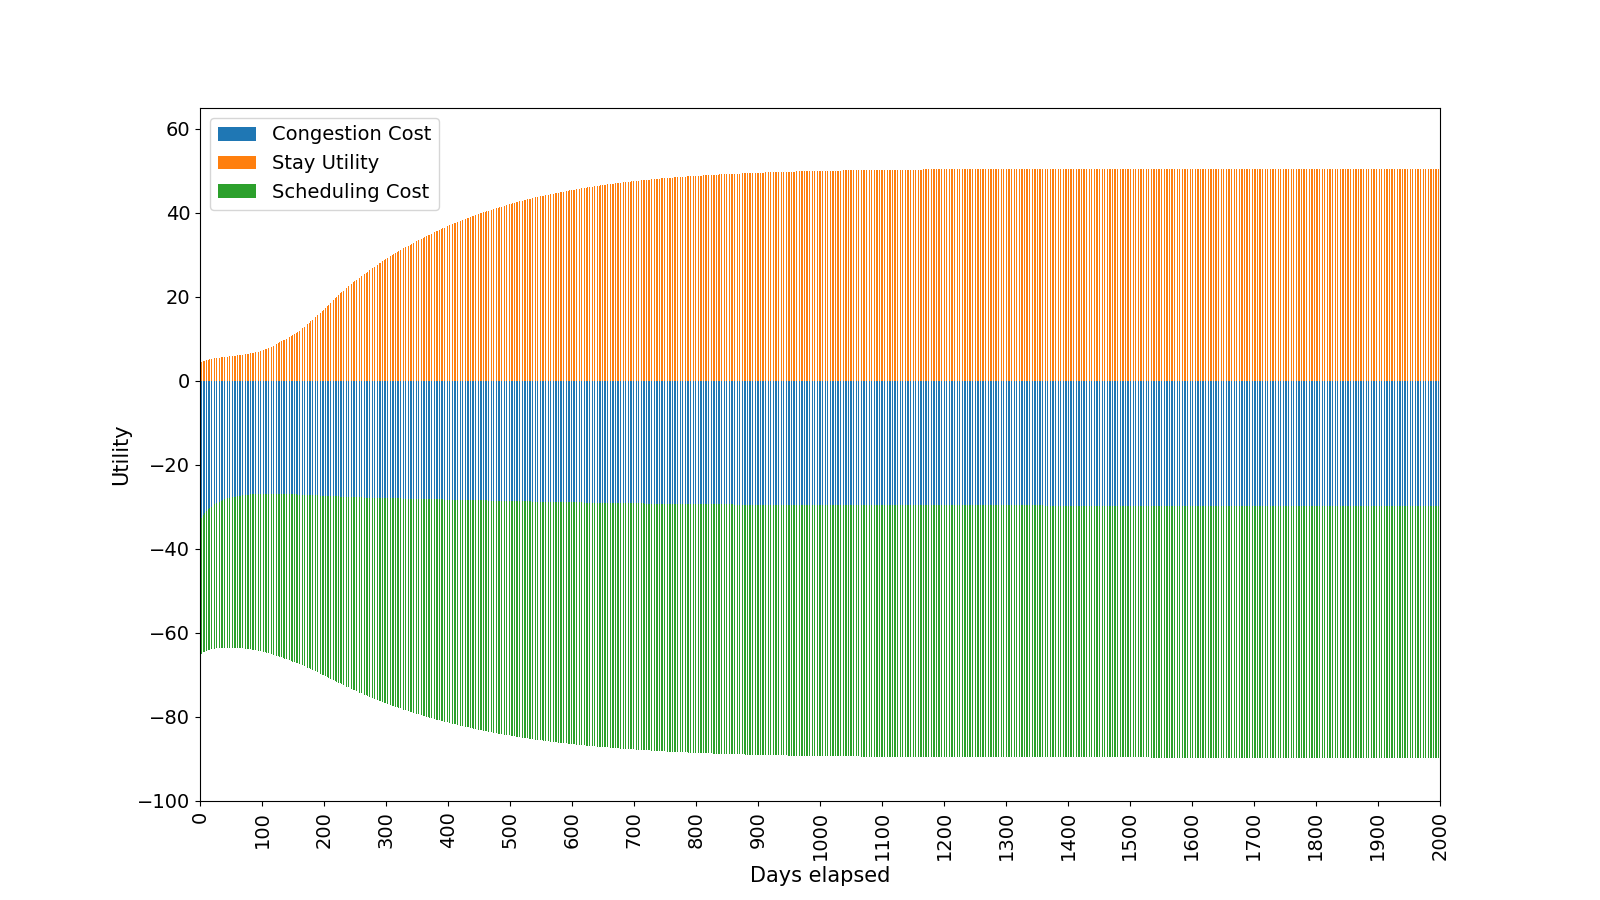 Congestion Cost
Stay Utility
Scheduling Cost
60
40
20
0
−20
−40
−60
−80
−100
Utility
0 100 200 300 400 500 600 700 800 900 1000 1100 1200 1300 1400 1500 1600 1700 1800 1900 2000
Days elapsed